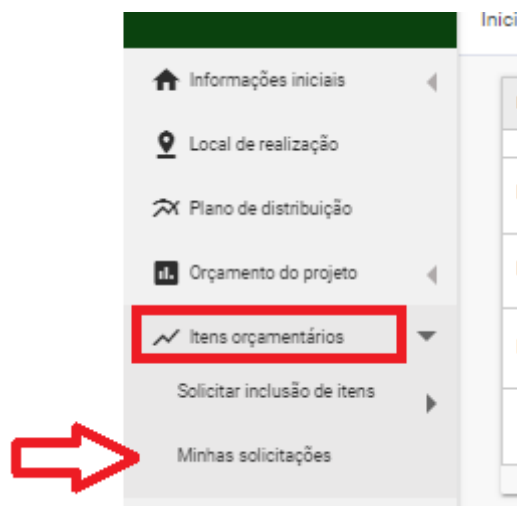 Inici
Informações iniciais
Local de realização
Plano de distribuição
Orçamento do projeto
Itens orçamentários
Solicitar inclusão de itens
Minhas solicitações